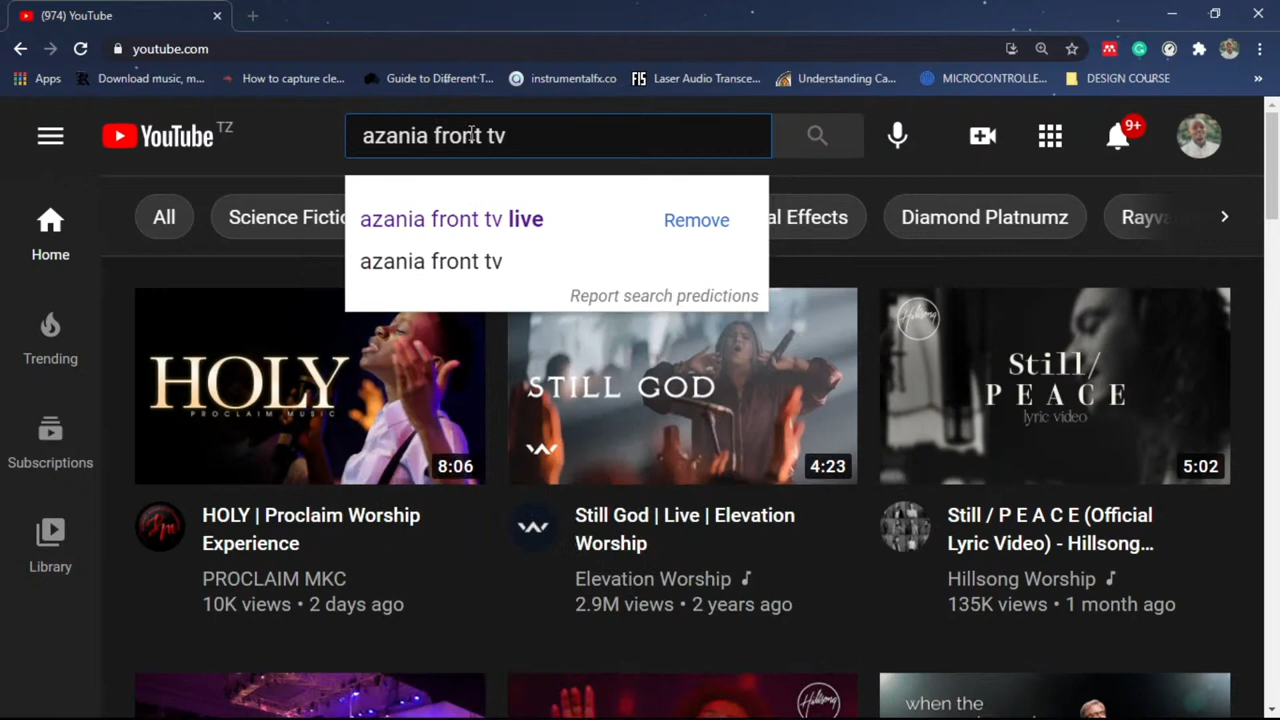 (974) YouTube
youtube.com
Apps
Download music, m...
How to capture cle...
Guide to Different T...
instrumentalfx.co
FIS
Laser Audio Transce...
Understanding Ca...
MICROCONTROLLE...
DESIGN COURSE
»
YouTube TZ
azania front tv
9+
All
Science Fictio
al Effects
Diamond Platnumz
Rayva
azania front tv live
Remove
azania front tv
Report search predictions
Home
Trending
Subscriptions
Library
HOLY
PROCLAIM MUSIC
8:06
STILL GOD
4:23
Hillsong
Still/
PEACE
lyric video
5:02
HOLY | Proclaim Worship
Experience
PROCLAIM MKC
10K views • 2 days ago
Still God | Live | Elevation
Worship
Elevation Worship
2.9M views • 2 years ago
Still / P E A C E (Official
Lyric Video) - Hillsong...
Hillsong Worship
135K views • 1 month ago
Hillsong
when the